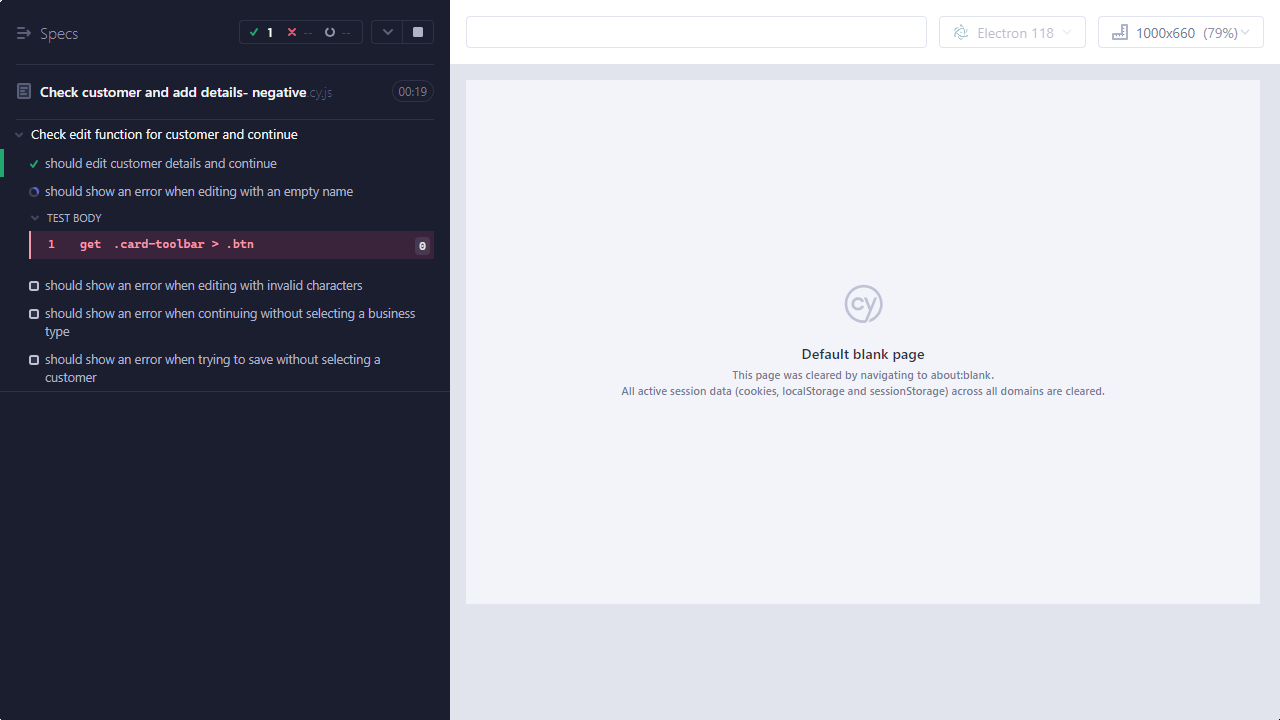 Specs
1
--
--
Electron 118
1000x660 (79%)
Check customer and add details- negative.cy.js
00:19
Check edit function for customer and continue
should edit customer details and continue
should show an error when editing with an empty name
TEST BODY
1 get .card-toolbar > .btn 0
should show an error when editing with invalid characters
should show an error when continuing without selecting a business
type
should show an error when trying to save without selecting a
customer
cy
Default blank page
This page was cleared by navigating to about:blank.
All active session data (cookies, localStorage and sessionStorage) across all domains are cleared.